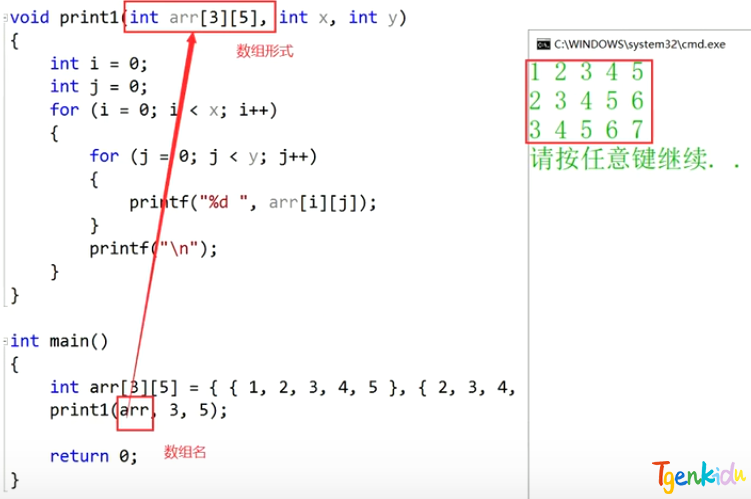 void print1(int arr[3][5], int x, int y)
数组形式
{
int i = 0;
int j = 0;
for (i = 0; i < x; i++)
{
for (j = 0; j < y; j++)
{
printf("%d ", arr[i][j]);
}
printf("\n");
}
}
int main()
{
int arr[3][5] = { { 1, 2, 3, 4, 5 }, { 2, 3, 4,
print1(arr, 3, 5);
数组名
return 0;
}
C:\WINDOWS\system32\cmd.exe
1 2 3 4 5
2 3 4 5 6
3 4 5 6 7
请按任意键继续. .
Tgenkidu